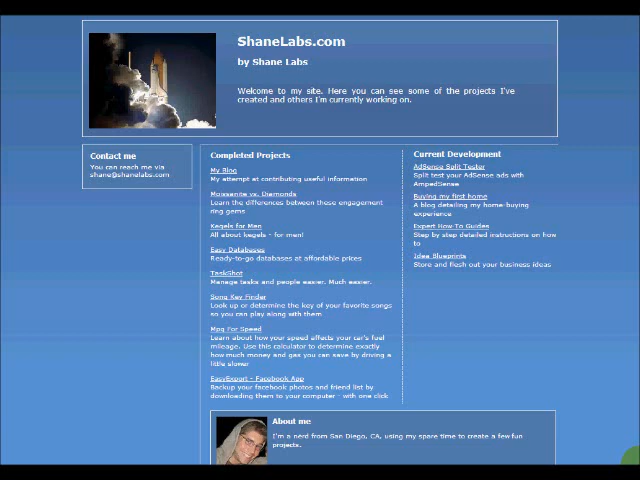 ShaneLabs.com
by Shane Labs
Welcome to my site. Here you can see some of the projects I've
created and others I'm currently working on.
Contact me
You can reach me via
shane@shanelabs.com
Completed Projects
My Blog
My attempt at contributing useful information
Moissanite vs. Diamonds
Learn the differences between these engagement
ring gems
Kegels for Men
All about kegels - for men!
Easy Databases
Ready-to-go databases at affordable prices
TaskShot
Manage tasks and people easier. Much easier.
Song Key Finder
Look up or determine the key of your favorite songs
so you can play along with them
Mpg For Speed
Learn about how your speed affects your car's fuel
mileage. Use this calculator to determine exactly
how much money and gas you can save by driving a
little slower
EasyExport - Facebook App
Backup your facebook photos and friend list by
downloading them to your computer - with one click
Current Development
AdSense Split Tester
Split test your AdSense ads with
AmpedSense
Buying my first home
A blog detailing my home-buying
experience
Expert How-To Guides
Step by step detailed instructions on how
to
Idea Blueprints
Store and flesh out your business ideas
About me
I'm a nerd from San Diego, CA, using my spare time to create a few fun
projects.